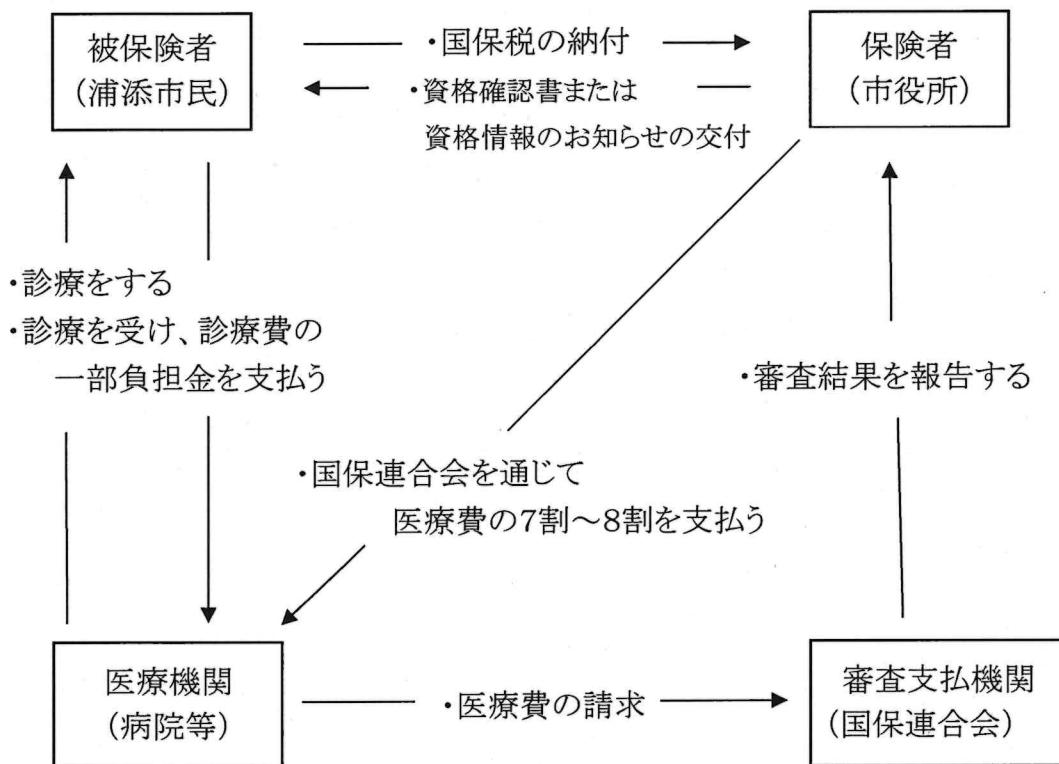 被保険者
(浦添市民)
・国保税の納付
・資格確認書または
資格情報のお知らせの交付
保険者
(市役所)
・診療をする
・診療を受け、診療費の
一部負担金を支払う
・審査結果を報告する
・国保連合会を通じて
医療費の7割~8割を支払う
医療機関
(病院等)
・医療費の請求
審査支払機関
(国保連合会)